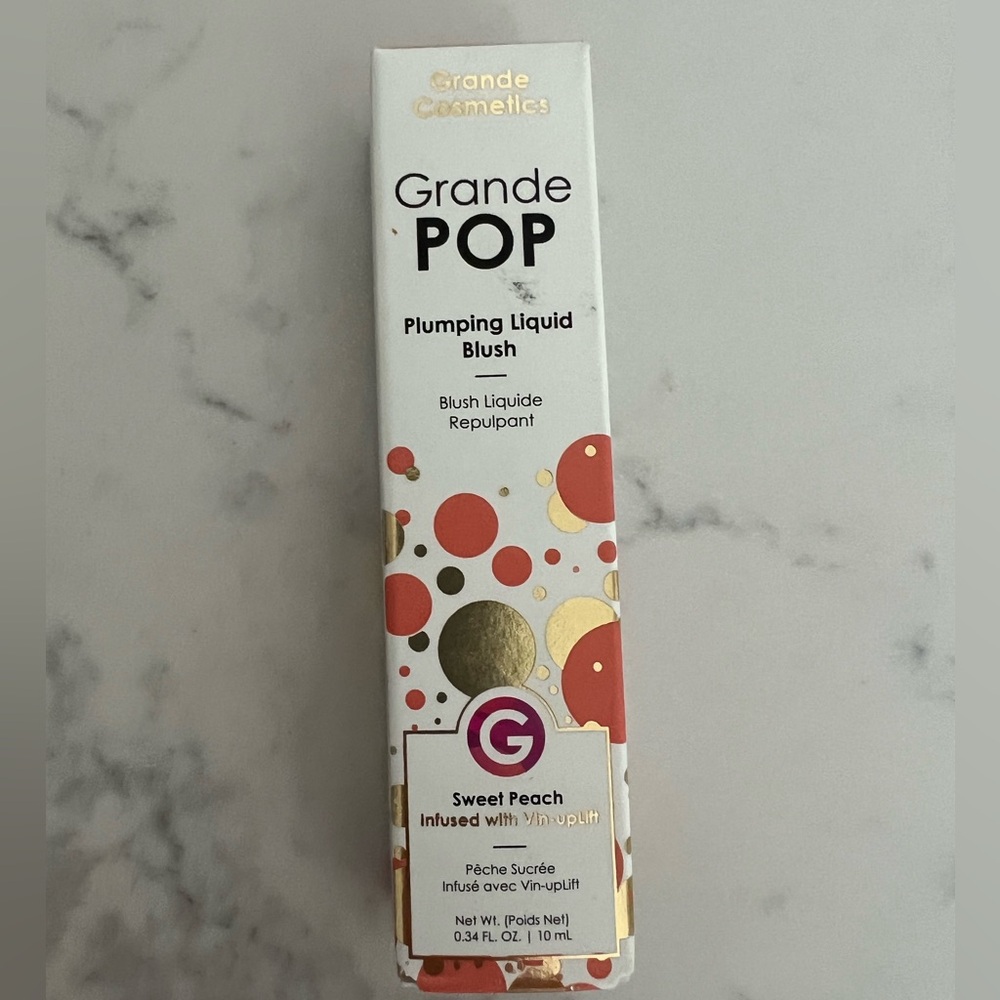 Grande
Cosmetics
Grande
POP
Plumping Liquid
Blush
Blush Liquide
Repulpant
G
Sweet Peach
Infused with Vin-upLift
Pêche Sucrée
Infusé avec Vin-upLift
Net Wt. (Poids Net)
0.34 FL. OZ. | 10 mL